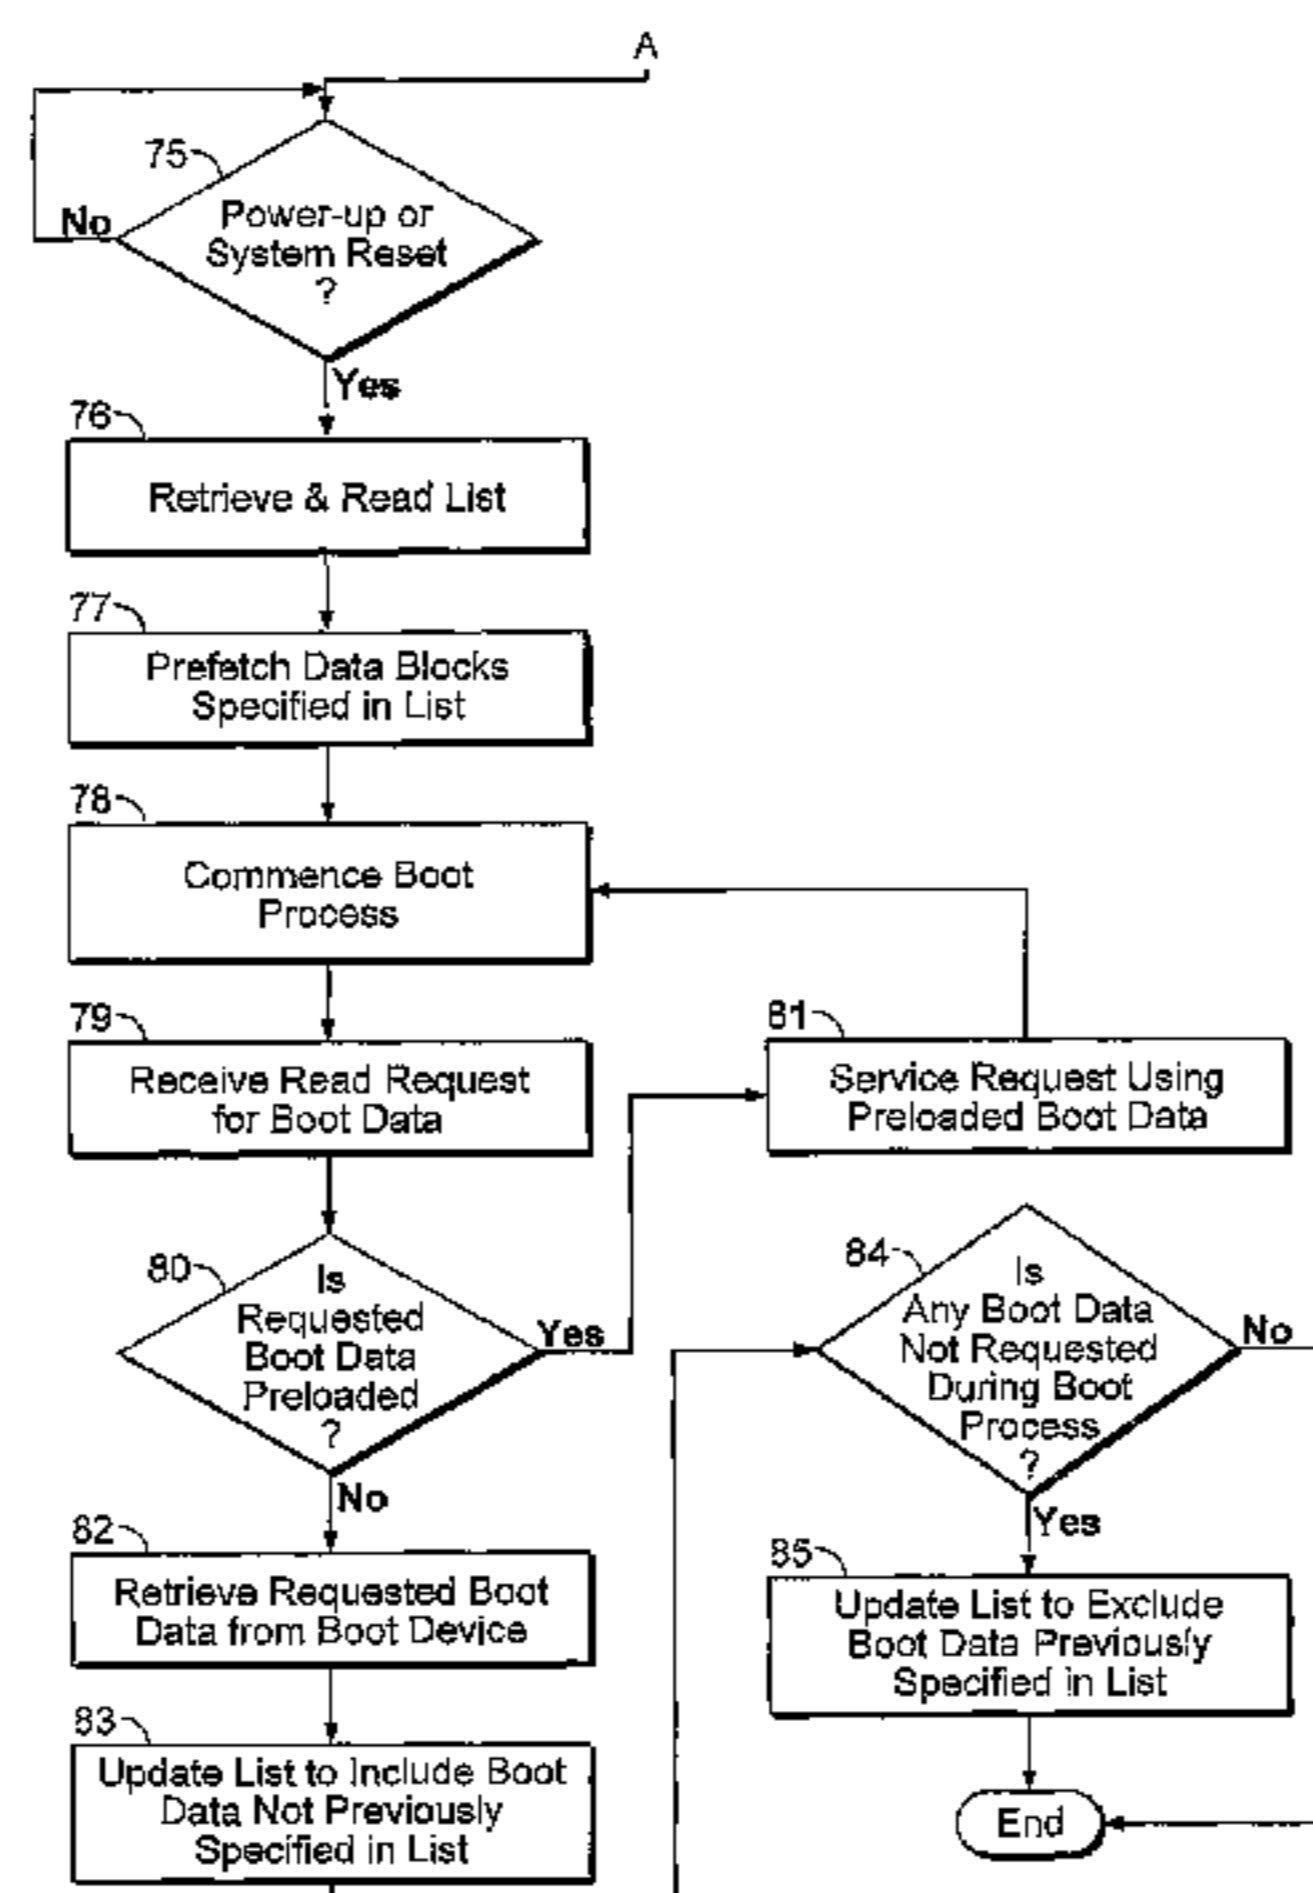 A
75
Power-up or
System Reset
?
No
Yes
76
Retrieve & Read List
77
Prefetch Data Blocks
Specified in List
78
Commence Boot
Process
79
Receive Read Request
for Boot Data
81
Service Request Using
Preloaded Boot Data
80
Is
Requested
Boot Data
Preloaded
?
Yes
No
84
Is
Any Boot Data
Not Requested
During Boot
Process
?
No
Yes
82
Retrieve Requested Boot
Data from Boot Device
85
Update List to Exclude
Boot Data Previously
Specified in List
83
Update List to Include Boot
Data Not Previously
Specified in List
End